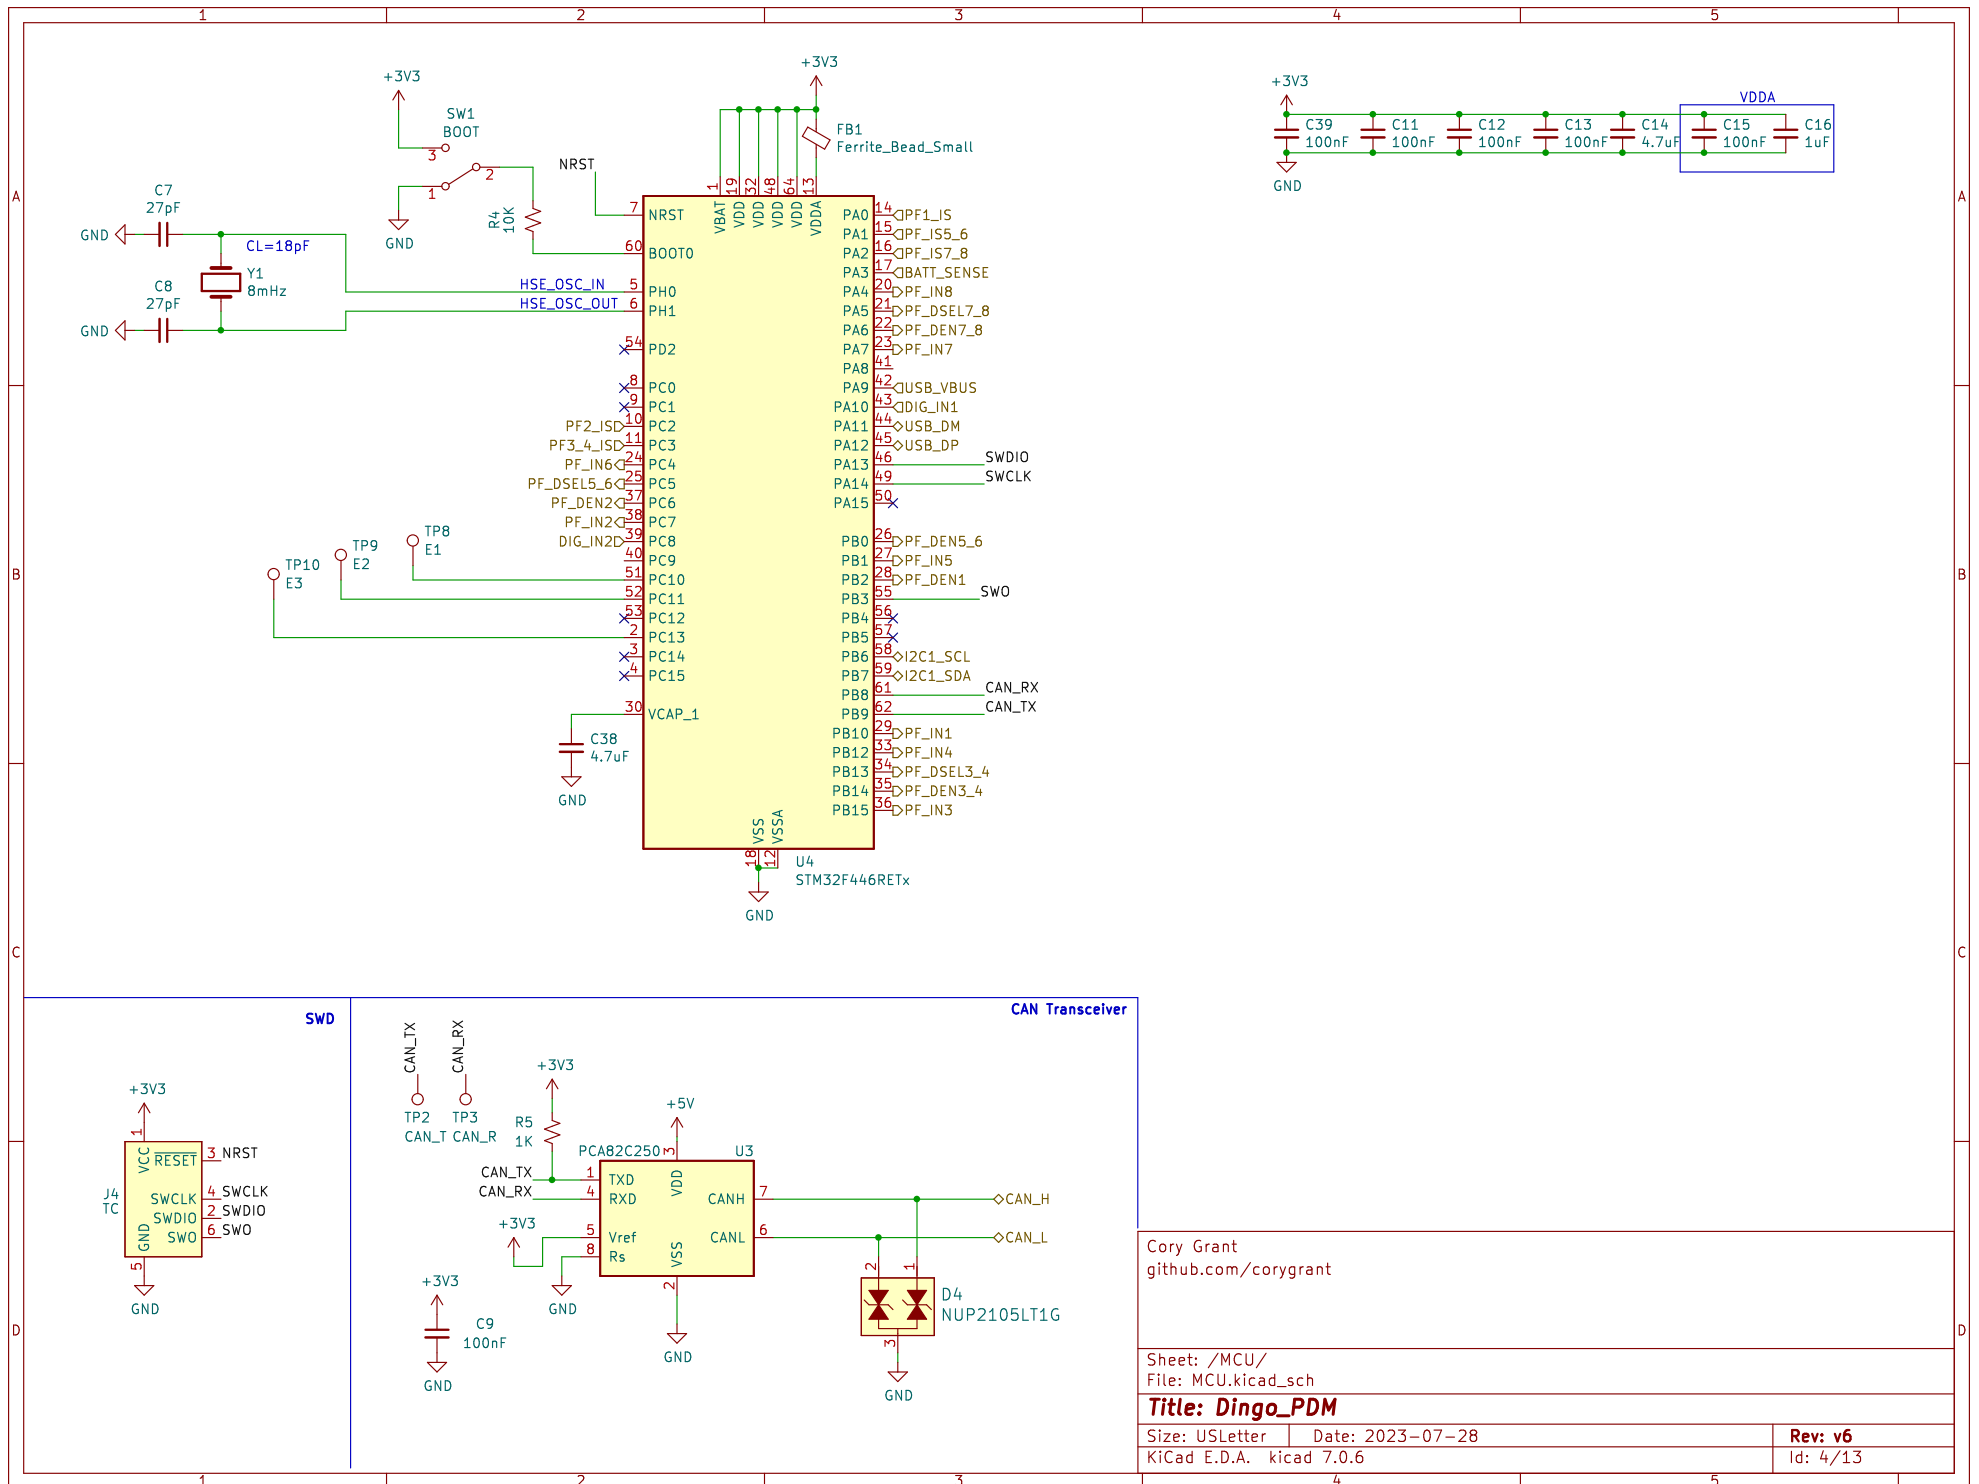 1 2 3 4 5
A
B
C
D
A
B
C
D
1 2 3 4 5
+3V3
SW1
BOOT
3
2
1
GND
R4
10K
C7
27pF
GND
CL=18pF
Y1
8mHz
C8
27pF
GND
HSE_OSC_IN
HSE_OSC_OUT
NRST
+3V3
FB1
Ferrite_Bead_Small
1 VBAT
19 VDD
32 VDD
48 VDD
64 VDD
13 VDDA
7 NRST
60 BOOT0
5 PH0
6 PH1
54 PD2
8 PC0
9 PC1
PF2_IS 10 PC2
PF3_4_IS 11 PC3
PF_IN6 24 PC4
PF_DSEL5_6 25 PC5
PF_DEN2 37 PC6
PF_IN2 38 PC7
DIG_IN2 39 PC8
40 PC9
51 PC10
52 PC11
53 PC12
2 PC13
3 PC14
4 PC15
30 VCAP_1
TP8
E1
TP9
E2
TP10
E3
C38
4.7uF
GND
PA0 14 PF1_IS
PA1 15 PF_IS5_6
PA2 16 PF_IS7_8
PA3 17 BATT_SENSE
PA4 20 PF_IN8
PA5 21 PF_DSEL7_8
PA6 22 PF_DEN7_8
PA7 23 PF_IN7
PA8 41
PA9 42 USB_VBUS
PA10 43 DIG_IN1
PA11 44 USB_DM
PA12 45 USB_DP
PA13 46 SWDIO
PA14 49 SWCLK
PA15 50
PB0 26 PF_DEN5_6
PB1 27 PF_IN5
PB2 28 PF_DEN1
PB3 55 SWO
PB4 56
PB5 57
PB6 58 I2C1_SCL
PB7 59 I2C1_SDA
PB8 61 CAN_RX
PB9 62 CAN_TX
PB10 29 PF_IN1
PB12 33 PF_IN4
PB13 34 PF_DSEL3_4
PB14 35 PF_DEN3_4
PB15 36 PF_IN3
VSS 18
VSSA 12
U4
STM32F446RETx
GND
+3V3
C39
100nF
C11
100nF
C12
100nF
C13
100nF
C14
4.7uF
VDDA
C15
100nF
C16
1uF
GND
SWD
+3V3
1 VCC
RESET 3 NRST
SWCLK 4 SWCLK
SWDIO 2 SWDIO
SWO 6 SWO
GND 5
J4
TC
GND
CAN Transceiver
CAN_TX
TP2
CAN_T
CAN_RX
TP3
CAN_R
+3V3
R5
1K
PCA82C250
U3
+5V
3 VDD
CAN_TX 1 TXD
CAN_RX 4 RXD
+3V3
5 Vref
8 Rs
GND
VSS 2
GND
CANH 7 CAN_H
CANL 6 CAN_L
+3V3
C9
100nF
GND
2 1
D4
NUP2105LT1G
3
GND
Cory Grant
github.com/corygrant
Sheet: /MCU/
File: MCU.kicad_sch
Title: Dingo_PDM
Size: USLetter Date: 2023-07-28 Rev: v6
KiCad E.D.A. kicad 7.0.6 Id: 4/13